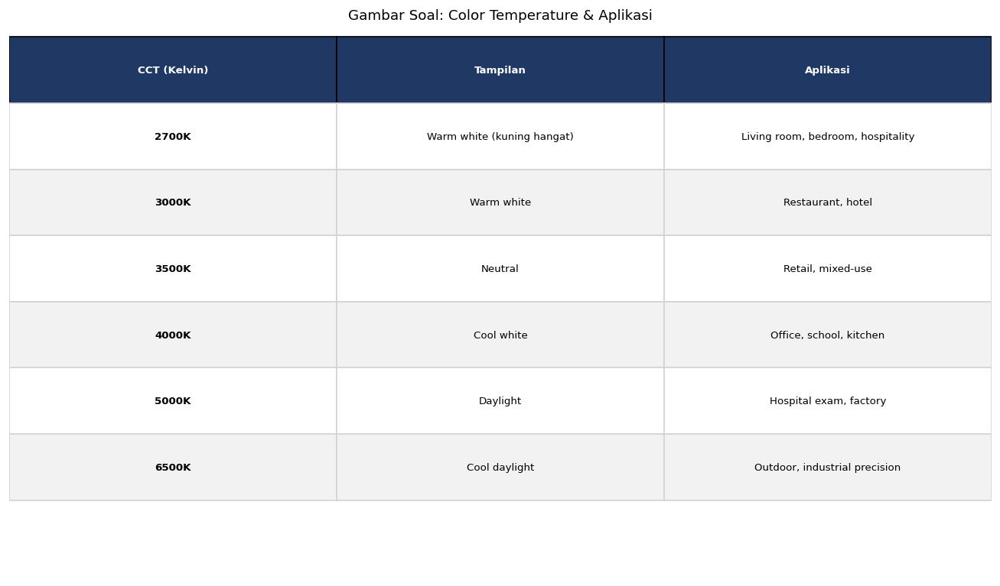 Gambar Soal: Color Temperature & Aplikasi
CCT (Kelvin) Tampilan Aplikasi
2700K Warm white (kuning hangat) Living room, bedroom, hospitality
3000K Warm white Restaurant, hotel
3500K Neutral Retail, mixed-use
4000K Cool white Office, school, kitchen
5000K Daylight Hospital exam, factory
6500K Cool daylight Outdoor, industrial precision